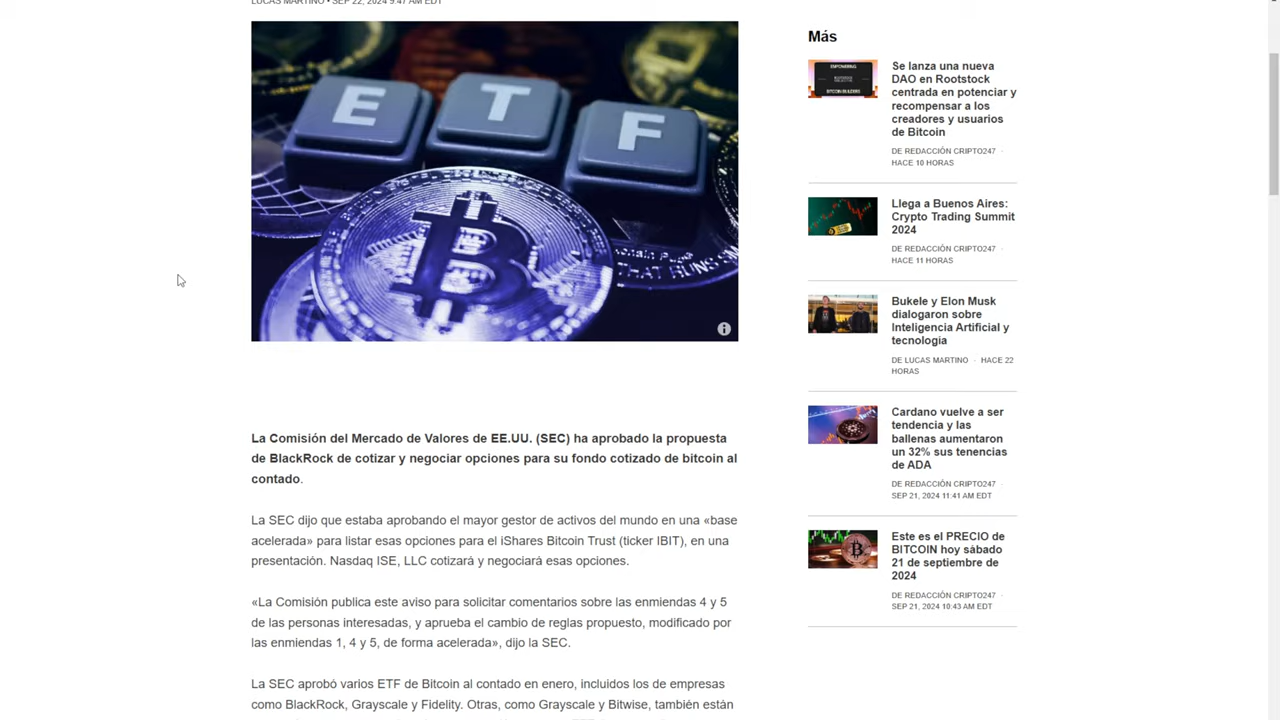 LUCAS MARTINO • SEP 22, 2024 9:47 AM EDT
E T F
La Comisión del Mercado de Valores de EE.UU. (SEC) ha aprobado la propuesta
de BlackRock de cotizar y negociar opciones para su fondo cotizado de bitcoin al
contado.
La SEC dijo que estaba aprobando el mayor gestor de activos del mundo en una «base
acelerada» para listar esas opciones para el iShares Bitcoin Trust (ticker IBIT), en una
presentación. Nasdaq ISE, LLC cotizará y negociará esas opciones.
«La Comisión publica este aviso para solicitar comentarios sobre las enmiendas 4 y 5
de las personas interesadas, y aprueba el cambio de reglas propuesto, modificado por
las enmiendas 1, 4 y 5, de forma acelerada», dijo la SEC.
La SEC aprobó varios ETF de Bitcoin al contado en enero, incluidos los de empresas
como BlackRock, Grayscale y Fidelity. Otras, como Grayscale y Bitwise, también están
Más
Se lanza una nueva
DAO en Rootstock
centrada en potenciar y
recompensar a los
creadores y usuarios
de Bitcoin
DE REDACCIÓN CRIPTO247 ·
HACE 10 HORAS
Llega a Buenos Aires:
Crypto Trading Summit
2024
DE REDACCIÓN CRIPTO247 ·
HACE 11 HORAS
Bukele y Elon Musk
dialogaron sobre
Inteligencia Artificial y
tecnología
DE LUCAS MARTINO · HACE 22
HORAS
Cardano vuelve a ser
tendencia y las
ballenas aumentaron
un 32% sus tenencias
de ADA
DE REDACCIÓN CRIPTO247 ·
SEP 21, 2024 11:41 AM EDT
Este es el PRECIO de
BITCOIN hoy sábado
21 de septiembre de
2024
DE REDACCIÓN CRIPTO247 ·
SEP 21, 2024 10:43 AM EDT